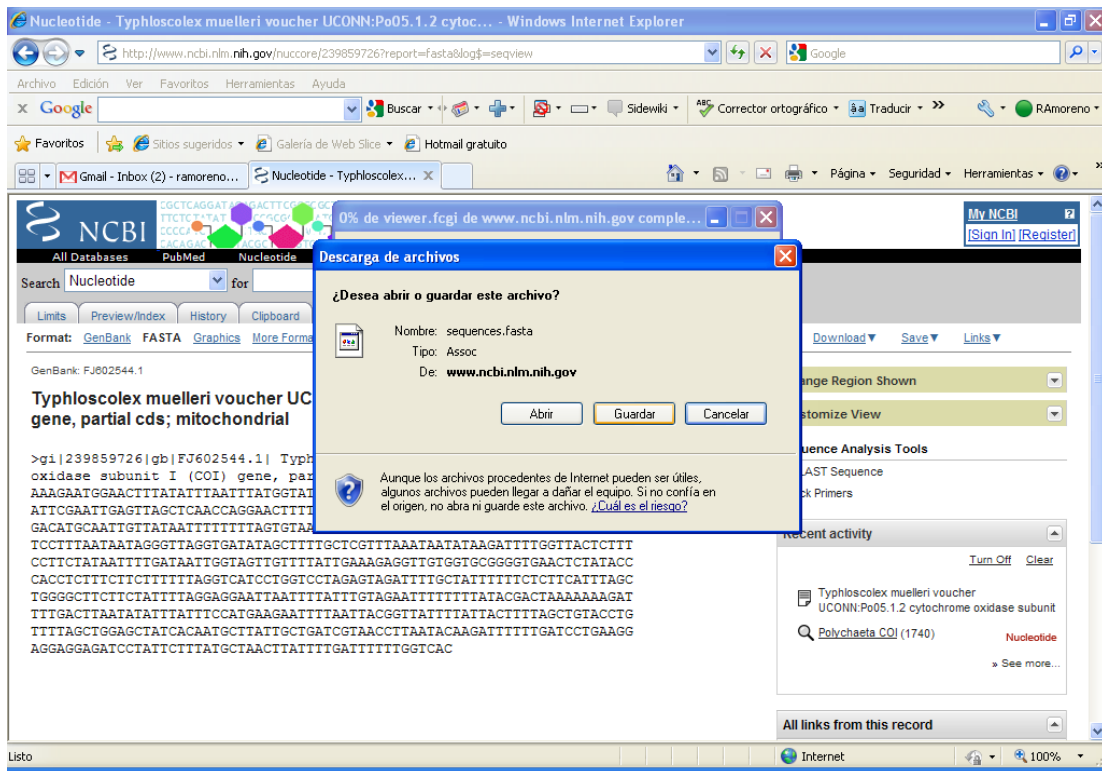 Nucleotide - Typhloscolex muelleri voucher UCONN:Po05.1.2 cytoc... - Windows Internet Explorer
http://www.ncbi.nlm.nih.gov/nuccore/239859726?report=fasta&log$=seqview
Google
Archivo Edición Ver Favoritos Herramientas Ayuda
x Google Buscar Sidewiki Corrector ortográfico Traducir RAmoreno
Favoritos Sitios sugeridos Galería de Web Slice Hotmail gratuito
Gmail - Inbox (2) - ramoreno... Nucleotide - Typhloscolex... X Página Seguridad Herramientas
NCBI
My NCBI
[Sign In] [Register]
0% de viewer.fcgi de www.ncbi.nlm.nih.gov comple...
All Databases PubMed Nucleotide
Search Nucleotide for
Limits Preview/Index History Clipboard
Format: GenBank FASTA Graphics More Forma
Download Save Links
Descarga de archivos
¿Desea abrir o guardar este archivo?
Nombre: sequences.fasta
Tipo: Assoc
De: www.ncbi.nlm.nih.gov
Abrir Guardar Cancelar
Aunque los archivos procedentes de Internet pueden ser útiles,
algunos archivos pueden llegar a dañar el equipo. Si no confía en
el origen, no abra ni guarde este archivo. ¿Cuál es el riesgo?
GenBank: FJ602544.1
Typhloscolex muelleri voucher UC
gene, partial cds; mitochondrial
>gi|239859726|gb|FJ602544.1| Typh
oxidase subunit I (COI) gene, par
AAAGAATGGAACTTTATATTTAATTTATGGTAT
ATTCGAATTGAGTTAGCTCAACCAGGAACTTTT
GACATGCAATTGTTATAATTTTTTTTAGTGTAA
TCCTTTAATAATAGGGTTAGGTGATATAGCTTTTGCTCGTTTAAATAATATAAGATTTTGGTTACTCTTT
CCTTCTATAATTTTGATAATTGGTAGTTGTTTTATTGAAAGAGGTTGTGGTGCGGGGTGAACTCTATACC
CACCTCTTTCTTCTTTTTTAGGTCATCCTGGTCCTAGAGTAGATTTTGCTATTTTTTCTCTTCATTTAGC
TGGGGCTTCTTCTATTTTAGGAGCAATTAATTTTATTTGTAGAATTTTTTTTATACGACTAAAAAAAGAT
TTTGACTTAATATATTTATTTCCATGAAGAATTTTAATTACGGTTATTTTATTACTTTTAGCTGTACCTG
TTTTAGCTGGAGCTATCACAATGCTTATTGCTGATCGTAACCTTAATACAAGATTTTTTGATCCTGAAGG
AGGAGGAGATCCTATTCTTTATGCTAACTTATTTTGATTTTTTGGTCAC
ange Region Shown
stomize View
uence Analysis Tools
AST Sequence
ck Primers
Recent activity
Turn Off Clear
Typhloscolex muelleri voucher
UCONN:Po05.1.2 cytochrome oxidase subunit
Polychaeta COI (1740) Nucleotide
» See more...
All links from this record
Listo Internet 100%